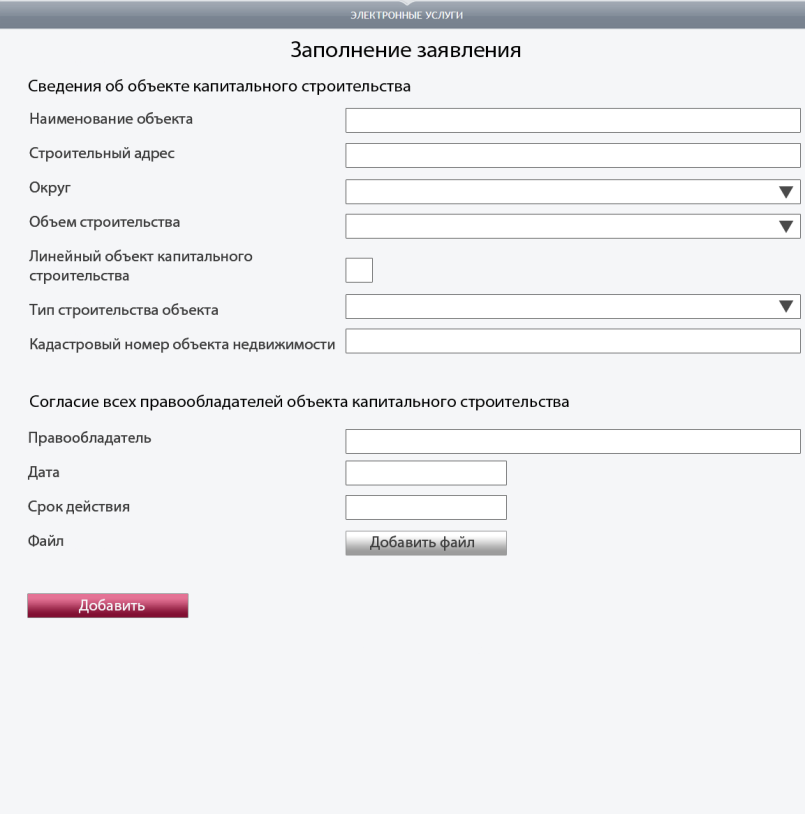 ЭЛЕКТРОННЫЕ УСЛУГИ
Заполнение заявления
Сведения об объекте капитального строительства
Наименование объекта
Строительный адрес
Округ
Объем строительства
Линейный объект капитального
строительства
Тип строительства объекта
Кадастровый номер объекта недвижимости
Согласие всех правообладателей объекта капитального строительства
Правообладатель
Дата
Срок действия
Файл
Добавить файл
Добавить